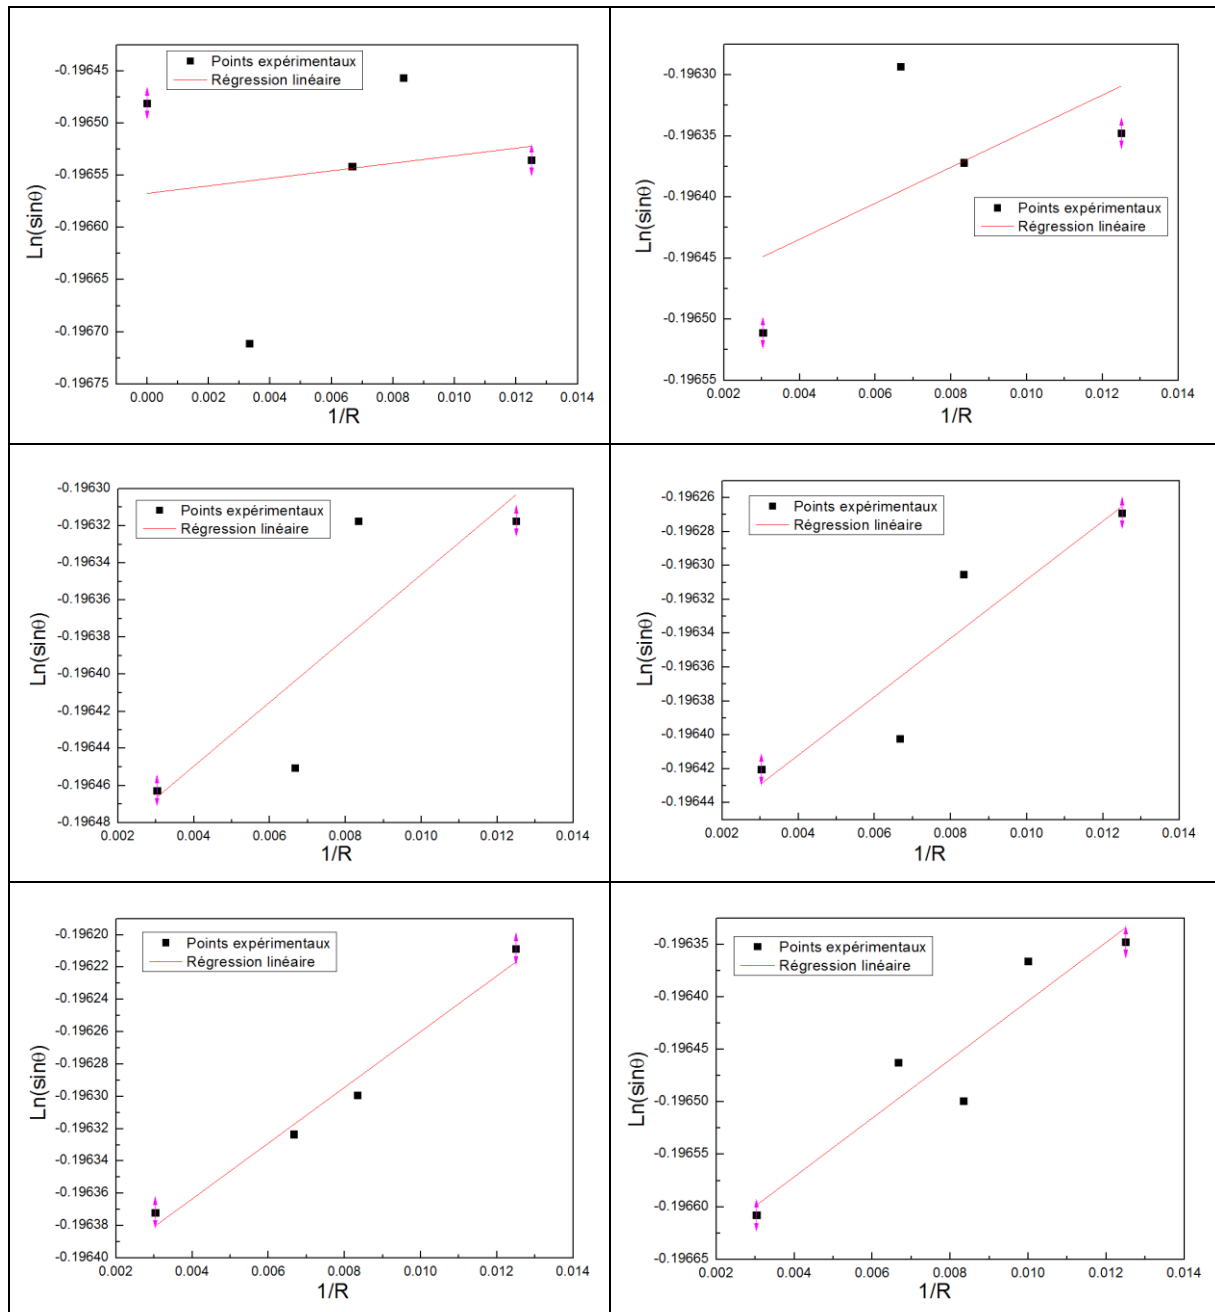 Points expérimentaux
Régression linéaire
-0.19645
-0.19650
-0.19655
-0.19660
-0.19665
-0.19670
-0.19675
Ln(sinθ)
0.000 0.002 0.004 0.006 0.008 0.010 0.012 0.014
1/R
-0.19630
-0.19635
-0.19640
-0.19645
-0.19650
-0.19655
Ln(sinθ)
Points expérimentaux
Régression linéaire
0.002 0.004 0.006 0.008 0.010 0.012 0.014
1/R
-0.19630
-0.19632
-0.19634
-0.19636
-0.19638
-0.19640
-0.19642
-0.19644
-0.19646
-0.19648
Ln(sinθ)
Points expérimentaux
Régression linéaire
0.002 0.004 0.006 0.008 0.010 0.012 0.014
1/R
-0.19626
-0.19628
-0.19630
-0.19632
-0.19634
-0.19636
-0.19638
-0.19640
-0.19642
-0.19644
Ln(sinθ)
Points expérimentaux
Régression linéaire
0.002 0.004 0.006 0.008 0.010 0.012 0.014
1/R
-0.19620
-0.19622
-0.19624
-0.19626
-0.19628
-0.19630
-0.19632
-0.19634
-0.19636
-0.19638
-0.19640
Ln(sinθ)
Points expérimentaux
Régression linéaire
0.002 0.004 0.006 0.008 0.010 0.012 0.014
1/R
-0.19635
-0.19640
-0.19645
-0.19650
-0.19655
-0.19660
-0.19665
Ln(sinθ)
Points expérimentaux
Régression linéaire
0.002 0.004 0.006 0.008 0.010 0.012 0.014
1/R